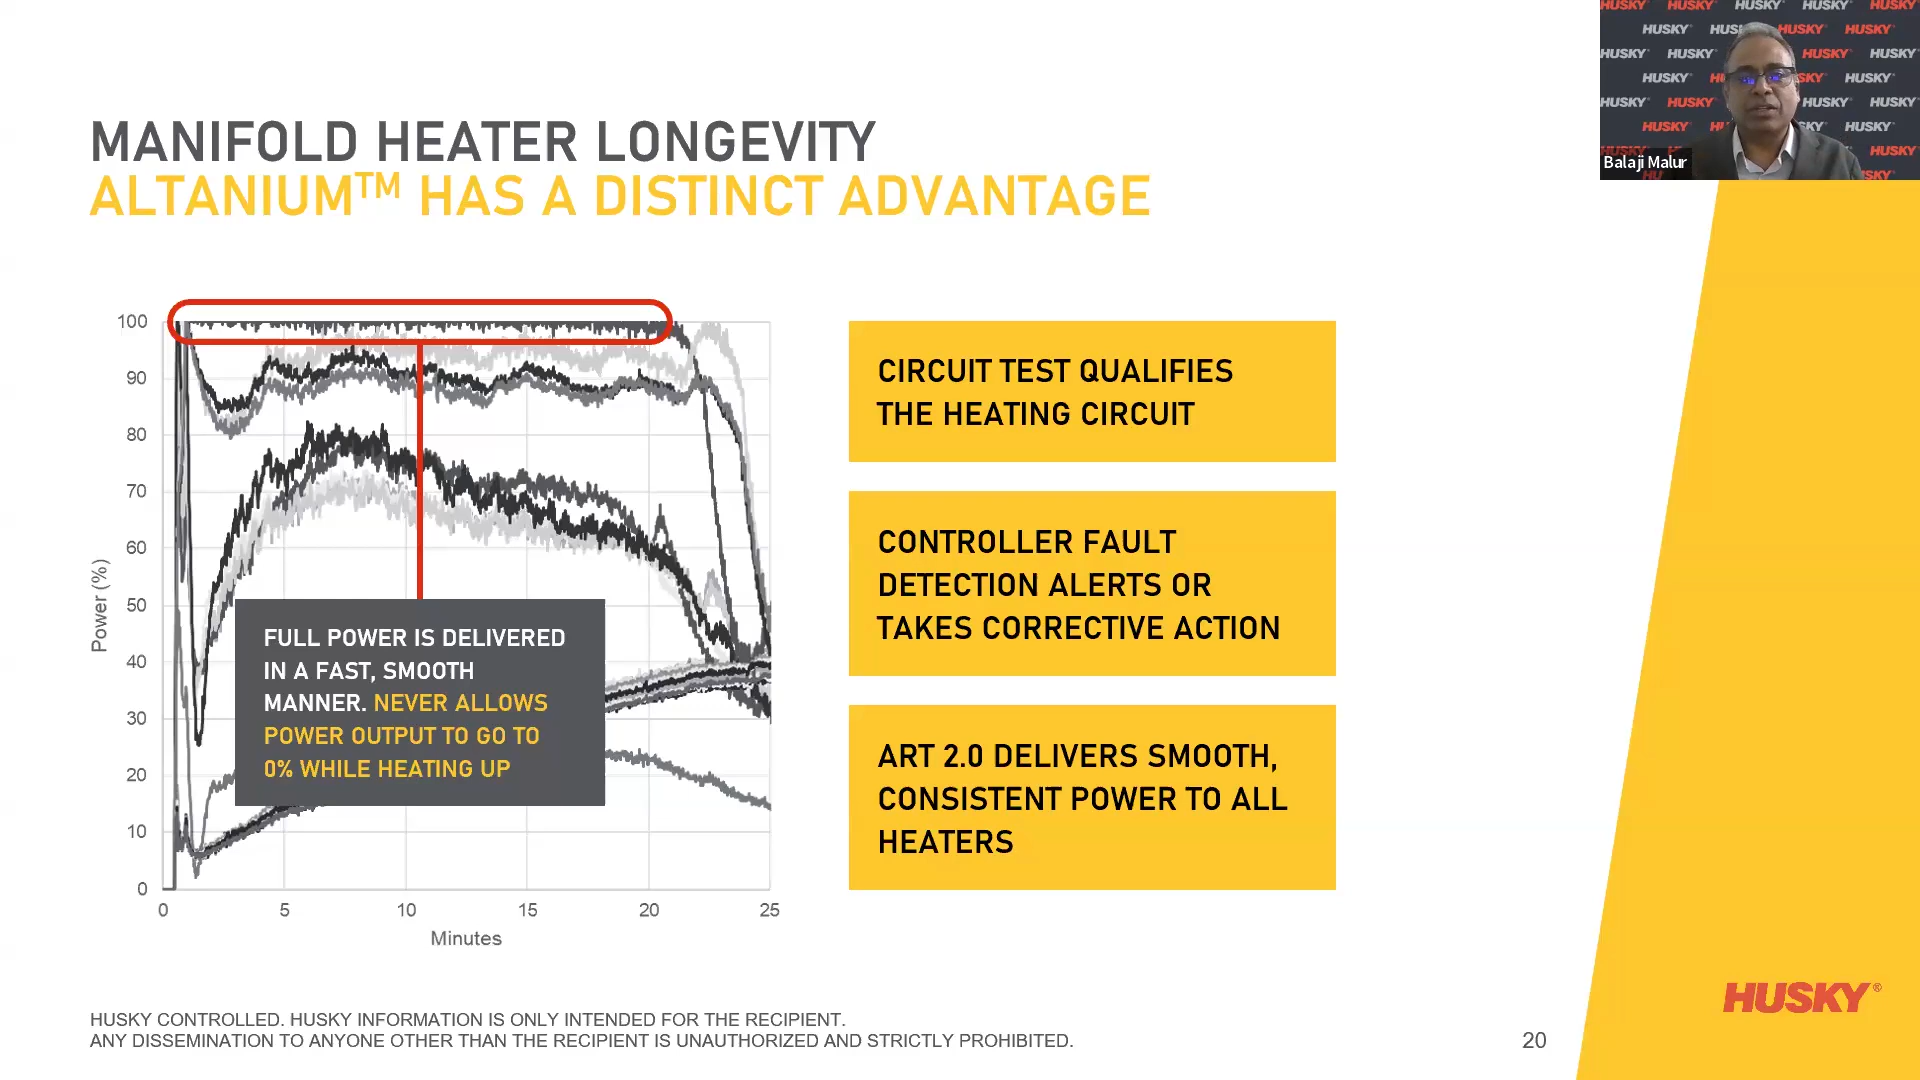 MANIFOLD HEATER LONGEVITY
ALTANIUM™ HAS A DISTINCT ADVANTAGE
Balaji Malur
100
90
80
70
60
50
40
30
20
10
0
Power (%)
0 5 10 15 20 25
Minutes
FULL POWER IS DELIVERED
IN A FAST, SMOOTH
MANNER. NEVER ALLOWS
POWER OUTPUT TO GO TO
0% WHILE HEATING UP
CIRCUIT TEST QUALIFIES
THE HEATING CIRCUIT
CONTROLLER FAULT
DETECTION ALERTS OR
TAKES CORRECTIVE ACTION
ART 2.0 DELIVERS SMOOTH,
CONSISTENT POWER TO ALL
HEATERS
HUSKY®
HUSKY CONTROLLED. HUSKY INFORMATION IS ONLY INTENDED FOR THE RECIPIENT.
ANY DISSEMINATION TO ANYONE OTHER THAN THE RECIPIENT IS UNAUTHORIZED AND STRICTLY PROHIBITED.
20